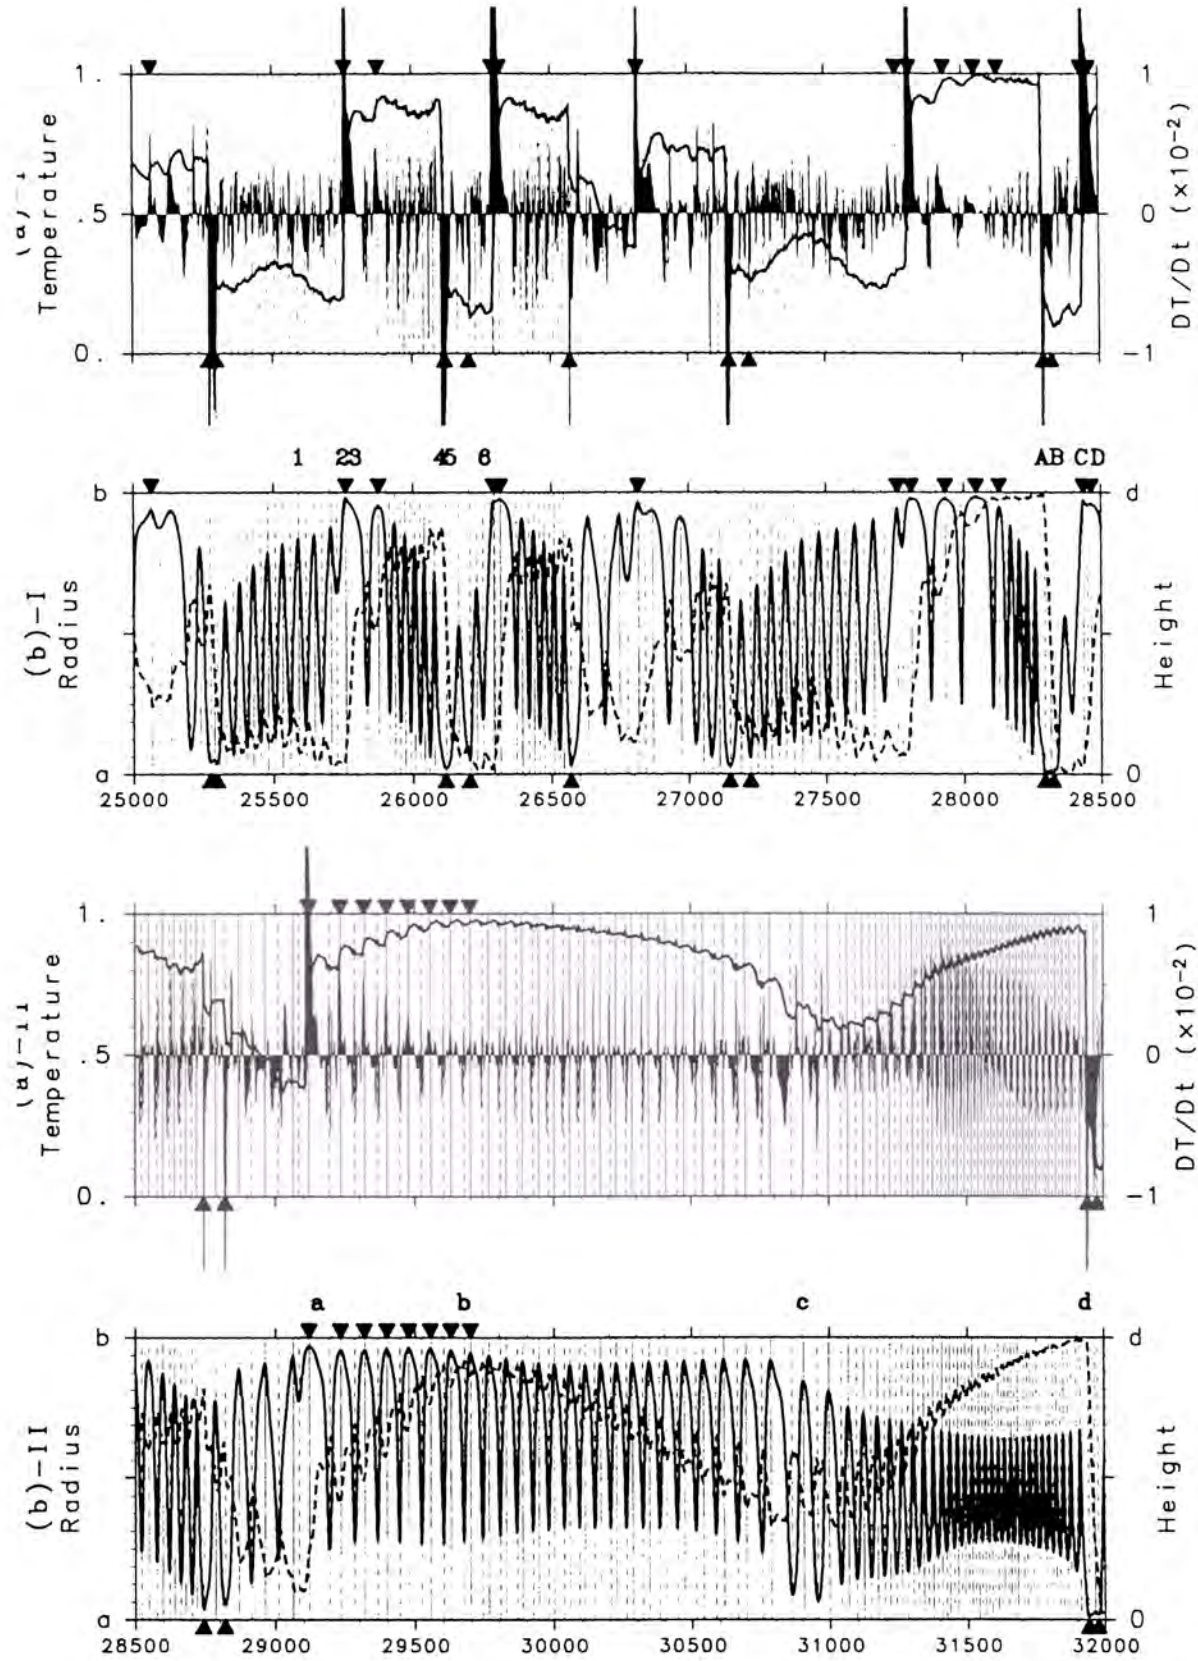 1.
.5
0.
Temperature
1
0
-1
DT/Dt (×10⁻²)
1 23 45 6 AB CD
(b)-I
Radius
b
a
d
0
Height
25000 25500 26000 26500 27000 27500 28000 28500
1.
.5
0.
Temperature
1
0
-1
DT/Dt (×10⁻²)
a b c d
(b)-II
Radius
b
a
d
0
Height
28500 29000 29500 30000 30500 31000 31500 32000